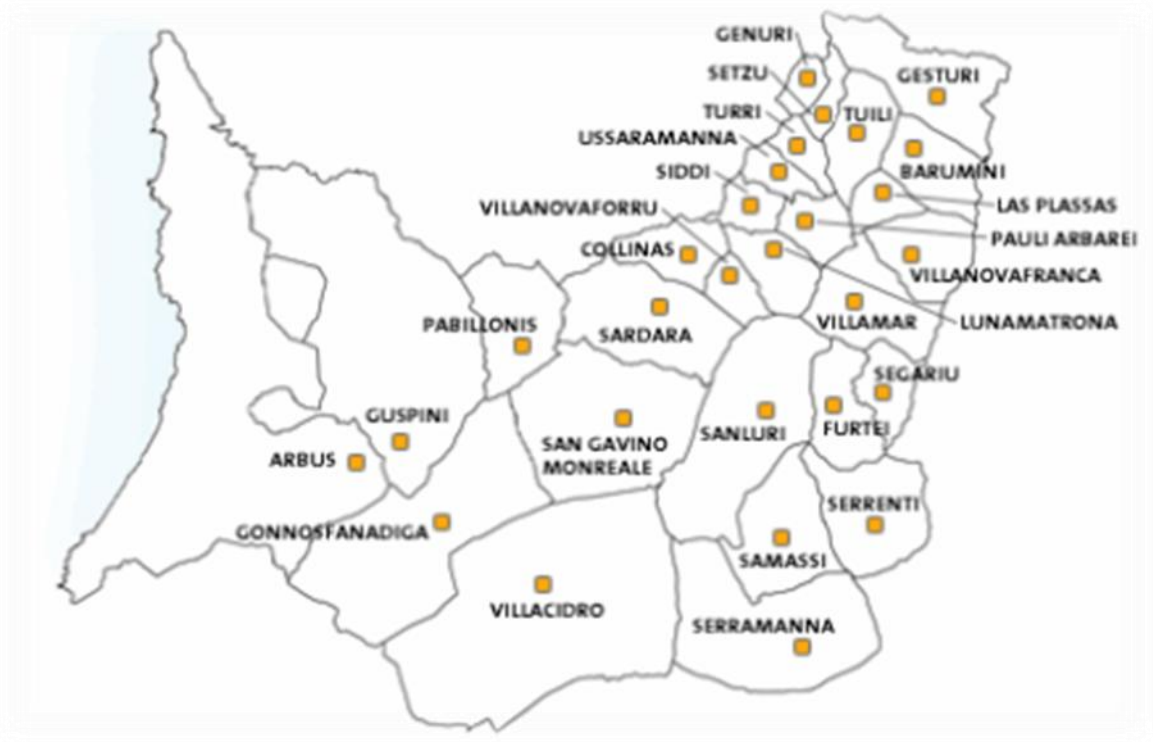 GENURI
SETZU
GESTURI
TURRI
TUILI
USSARAMANNA
SIDDI
BARUMINI
VILLANOVAFORRU
LAS PLASSAS
PAULI ARBAREI
COLLINAS
VILLANOVAFRANCA
PABILLONIS
SARDARA
VILLAMAR
LUNAMATRONA
SEGARIU
GUSPINI
SANLURI
FURTEI
SAN GAVINO
MONREALE
ARBUS
SERRENTI
GONNOSFANADIGA
SAMASSI
VILLACIDRO
SERRAMANNA